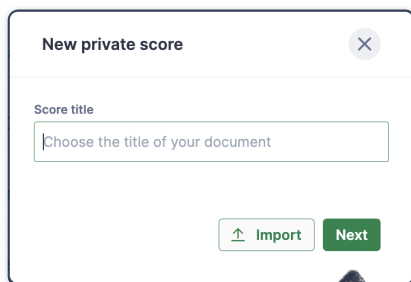 New private score
Score title
Choose the title of your document
Import
Next